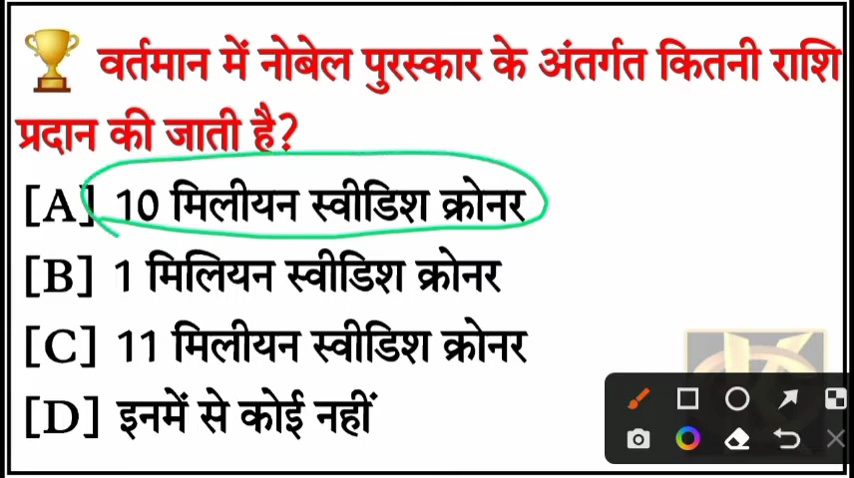 वर्तमान में नोबेल पुरस्कार के अंतर्गत कितनी राशि
प्रदान की जाती है?
[A] 10 मिलीयन स्वीडिश क्रोनर
[B] 1 मिलियन स्वीडिश क्रोनर
[C] 11 मिलीयन स्वीडिश क्रोनर
[D] इनमें से कोई नहीं